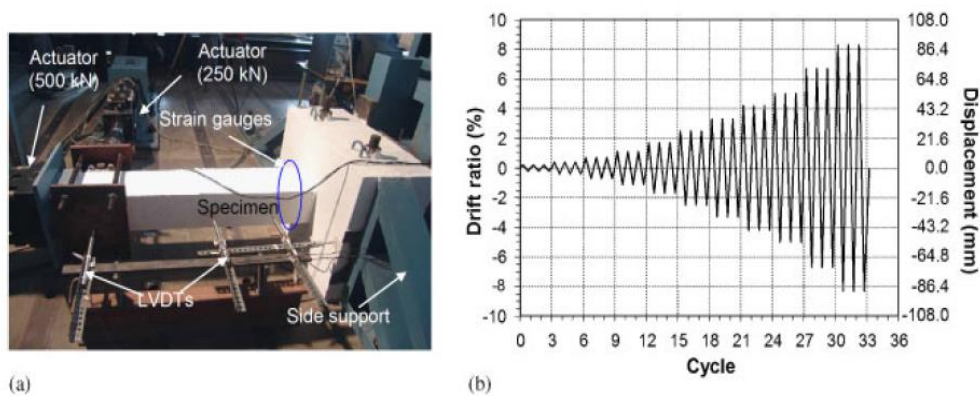 Actuator
(500 kN)
Actuator
(250 kN)
Strain gauges
Specimen
LVDTs
Side support
(a)
Drift ratio (%)
10
8
6
4
2
0
-2
-4
-6
-8
-10
0 3 6 9 12 15 18 21 24 27 30 33 36
Cycle
108.0
86.4
64.8
43.2
21.6
0.0
-21.6
-43.2
-64.8
-86.4
-108.0
Displacement (mm)
(b)